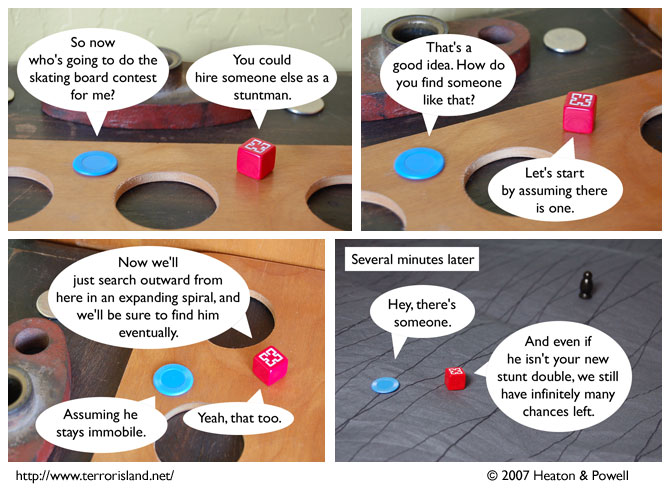 So now
who's going to do the
skating board contest
for me?
You could
hire someone else as a
stuntman.
That's a
good idea. How do
you find someone
like that?
Let's start
by assuming there
is one.
Now we'll
just search outward from
here in an expanding spiral, and
we'll be sure to find him
eventually.
Assuming he
stays immobile.
Yeah, that too.
Several minutes later
Hey, there's
someone.
And even if
he isn't your new
stunt double, we still
have infinitely many
chances left.
http://www.terrorisland.net/
© 2007 Heaton & Powell